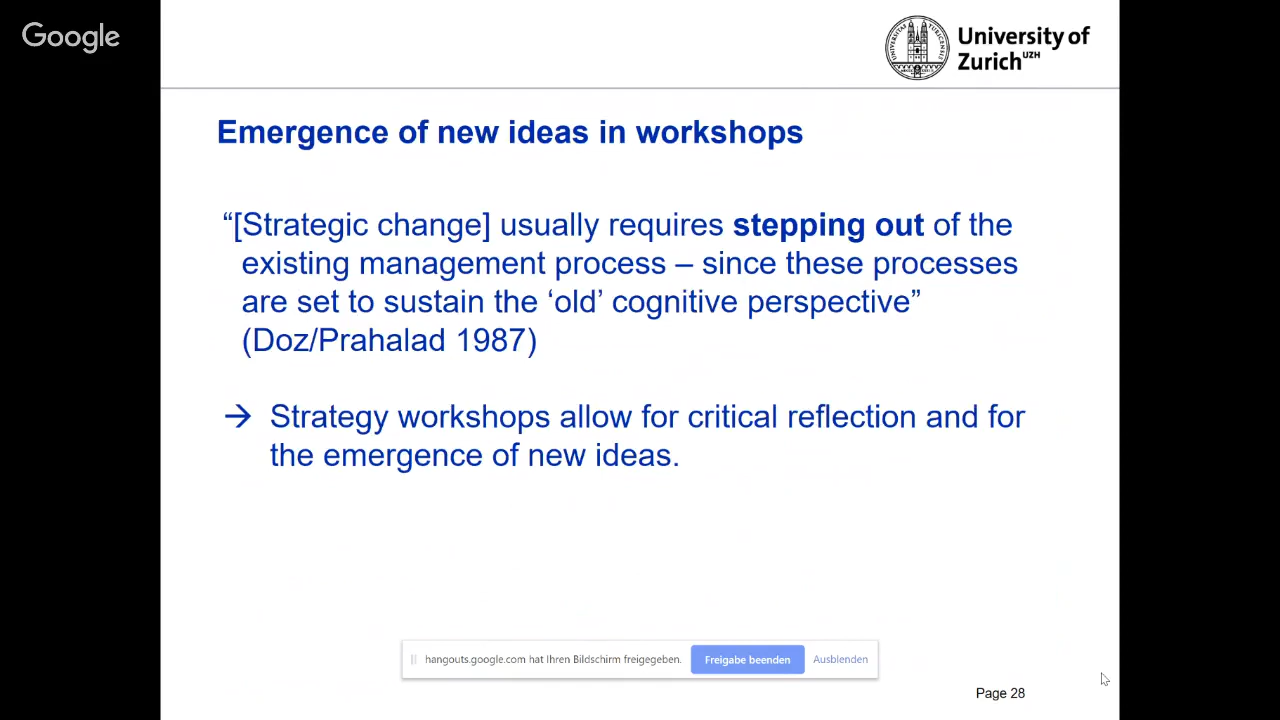 Google
University of
Zurich UZH
Emergence of new ideas in workshops
“[Strategic change] usually requires stepping out of the
existing management process – since these processes
are set to sustain the ‘old’ cognitive perspective”
(Doz/Prahalad 1987)
→ Strategy workshops allow for critical reflection and for
the emergence of new ideas.
hangouts.google.com hat Ihren Bildschirm freigegeben. Freigabe beenden Ausblenden
Page 28